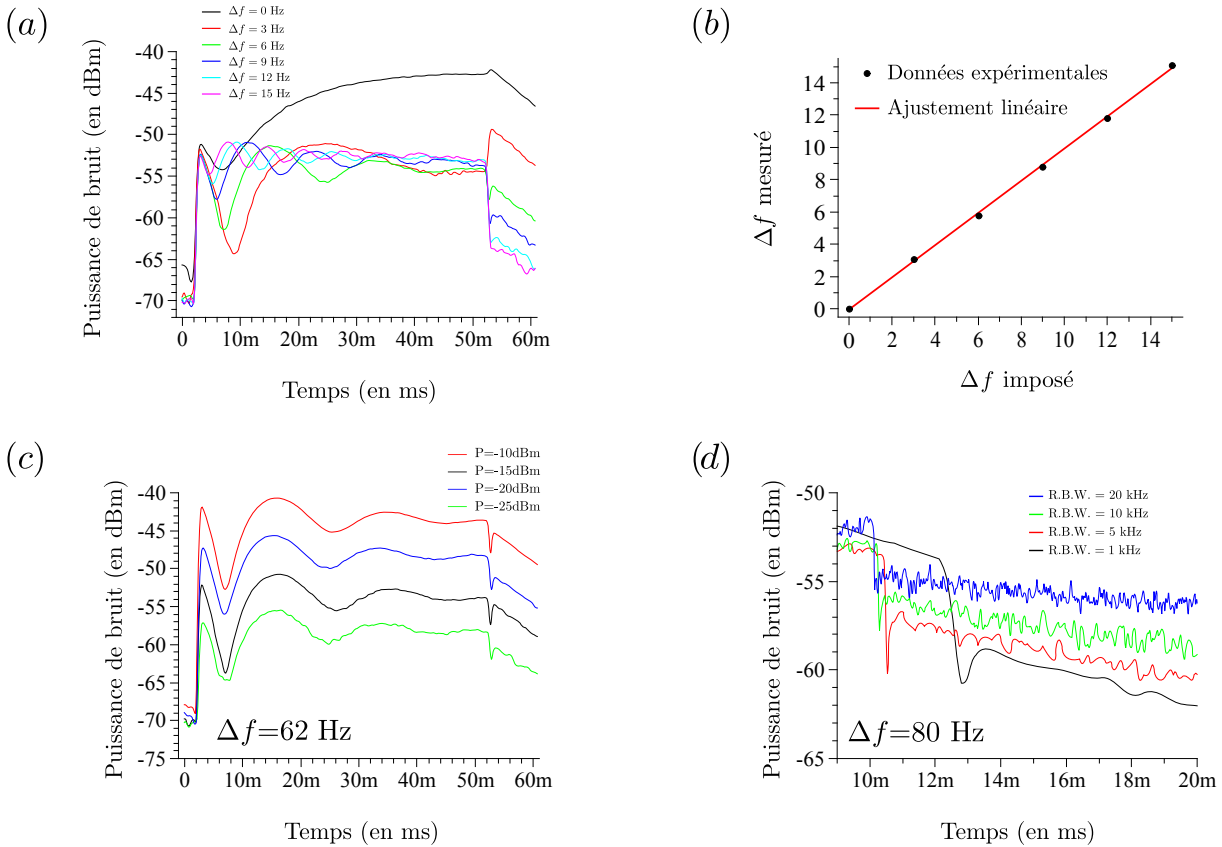 (a)
Δf = 0 Hz
Δf = 3 Hz
Δf = 6 Hz
Δf = 9 Hz
Δf = 12 Hz
Δf = 15 Hz
Puissance de bruit (en dBm)
-40
-45
-50
-55
-60
-65
-70
0 10m 20m 30m 40m 50m 60m
Temps (en ms)
(b)
Données expérimentales
Ajustement linéaire
Δf mesuré
14
12
10
8
6
4
2
0
0 2 4 6 8 10 12 14
Δf imposé
(c)
P=-10dBm
P=-15dBm
P=-20dBm
P=-25dBm
Puissance de bruit (en dBm)
-40
-45
-50
-55
-60
-65
-70
-75
Δf=62 Hz
0 10m 20m 30m 40m 50m 60m
Temps (en ms)
(d)
R.B.W. = 20 kHz
R.B.W. = 10 kHz
R.B.W. = 5 kHz
R.B.W. = 1 kHz
Puissance de bruit (en dBm)
-50
-55
-60
-65
Δf=80 Hz
10m 12m 14m 16m 18m 20m
Temps (en ms)